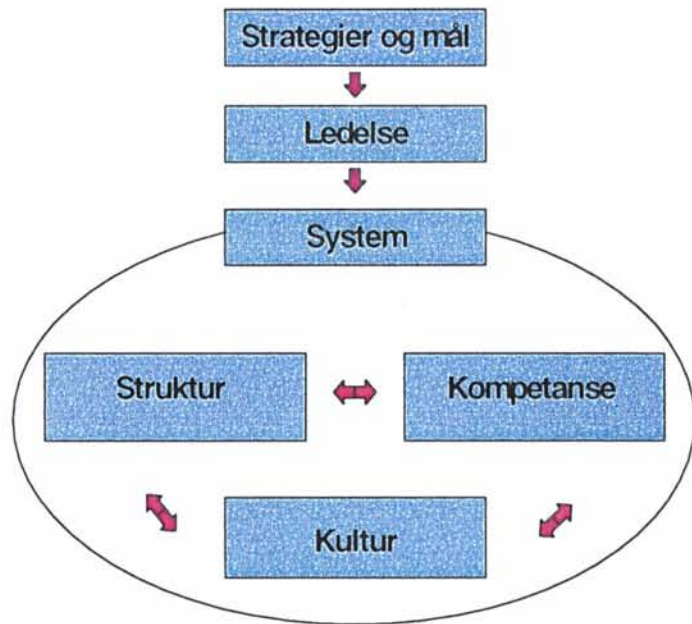 Strategier og mål
Ledelse
System
Struktur
Kompetanse
Kultur